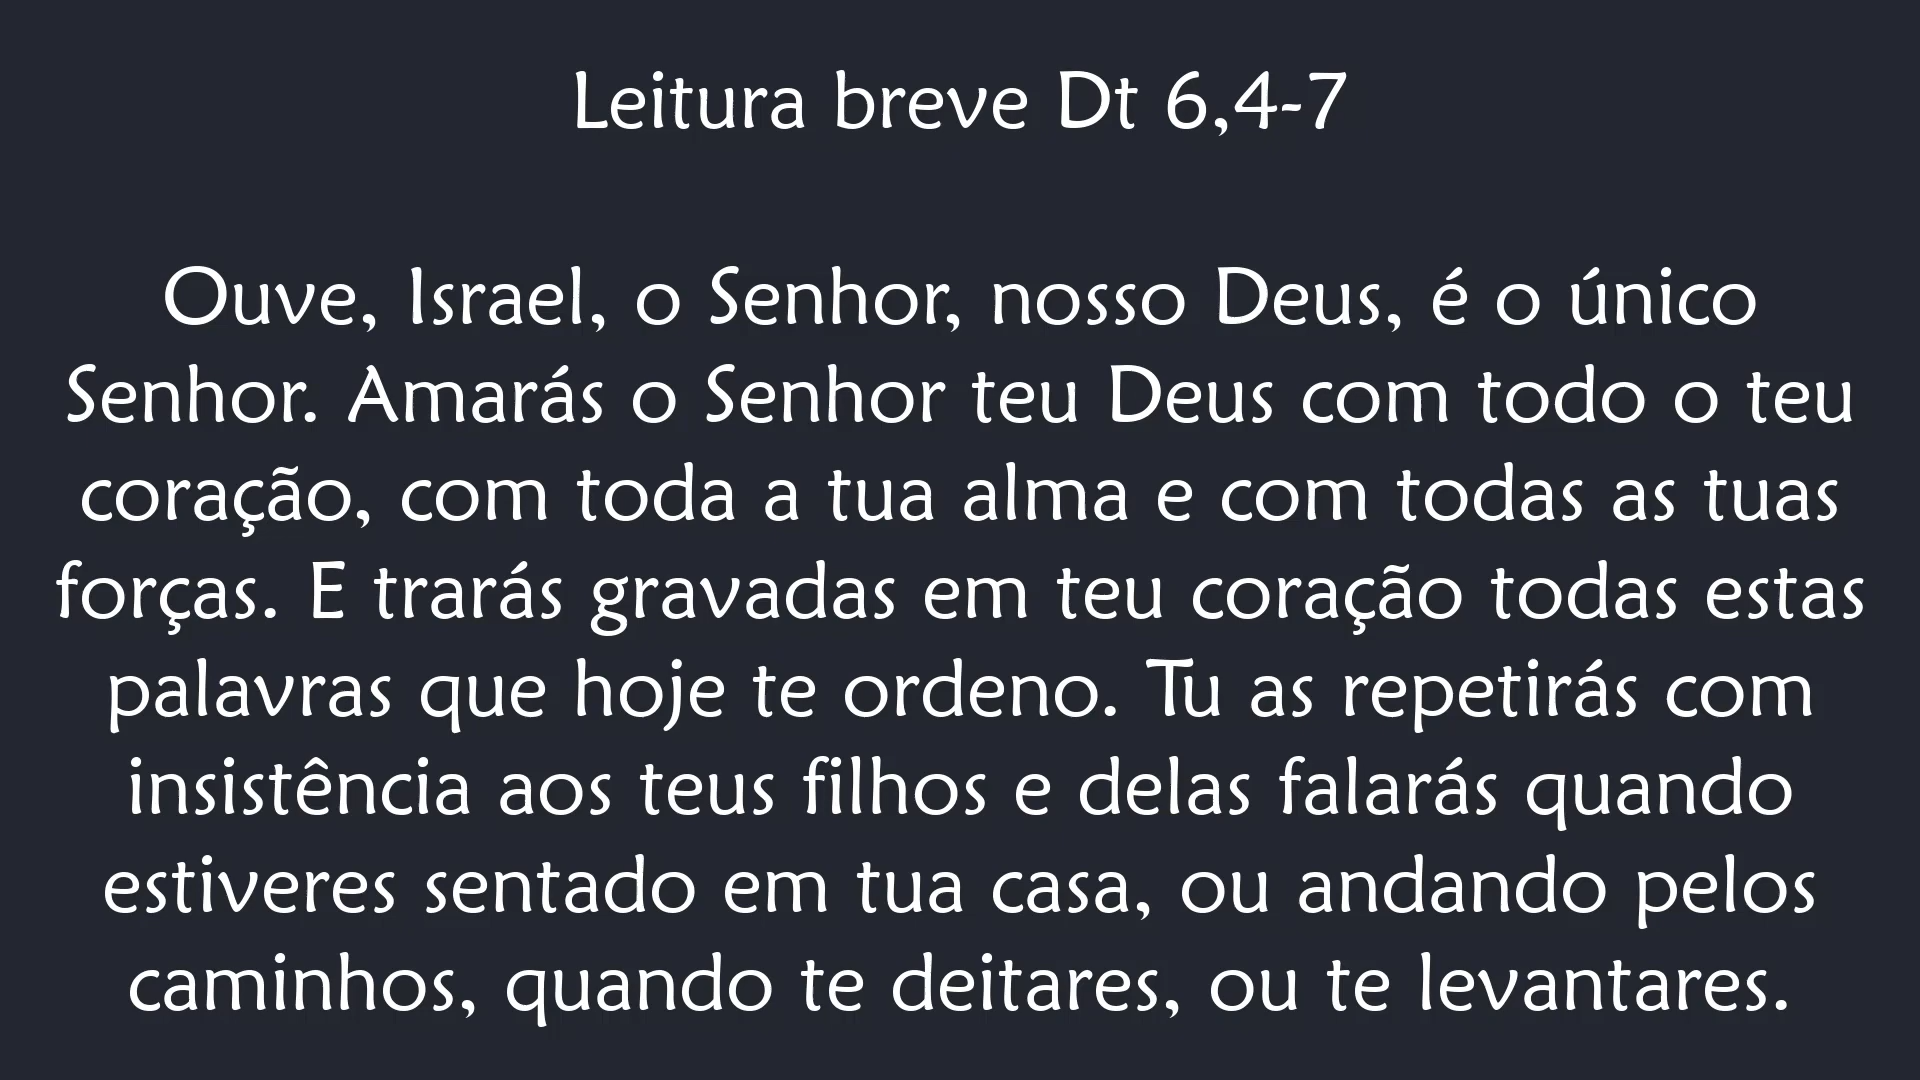 Leitura breve Dt 6,4-7
Ouve, Israel, o Senhor, nosso Deus, é o único
Senhor. Amarás o Senhor teu Deus com todo o teu
coração, com toda a tua alma e com todas as tuas
forças. E trarás gravadas em teu coração todas estas
palavras que hoje te ordeno. Tu as repetirás com
insistência aos teus filhos e delas falarás quando
estiveres sentado em tua casa, ou andando pelos
caminhos, quando te deitares, ou te levantares.